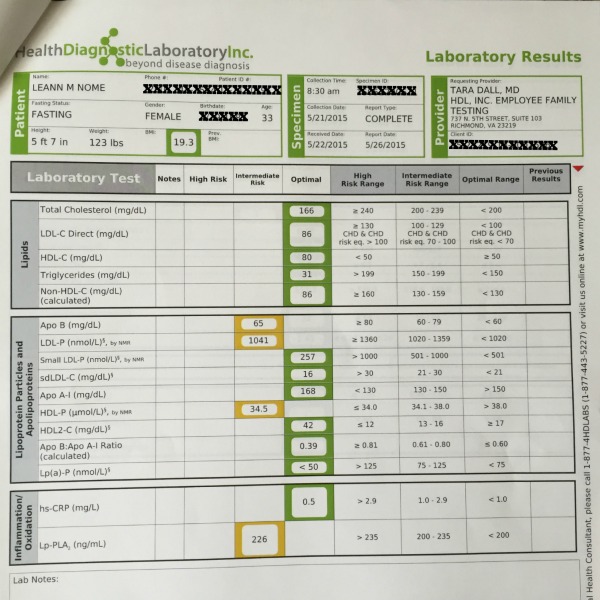 HealthDiagnosticLaboratoryInc.
beyond disease diagnosis
Laboratory Results
Patient
Name: Phone #: Patient ID #:
LEANN M NOME XXXXXXXXXXXXXXX
Fasting Status: Gender: Birthdate: Age:
FASTING FEMALE XXXXXX 33
Height: Weight: BMI: Prev. BMI:
5 ft 7 in 123 lbs 19.3
Specimen
Collection Time: Specimen ID:
8:30 am XXXXXXX
Collection Date: Report Type:
5/21/2015 COMPLETE
Received Date: Report Date:
5/22/2015 5/26/2015
Provider
Requesting Provider:
TARA DALL, MD
HDL, INC. EMPLOYEE FAMILY
TESTING
737 N. 5TH STREET, SUITE 103
RICHMOND, VA 23219
Client ID:
XXXXXXXXXXXXX
Laboratory Test Notes High Risk Intermediate Risk Optimal High Risk Range Intermediate Risk Range Optimal Range Previous Results
Lipids
Total Cholesterol (mg/dL) 166 ≥ 240 200 - 239 < 200
LDL-C Direct (mg/dL) 86 ≥ 130 CHD & CHD risk eq. > 100 100 - 129 CHD & CHD risk eq. 70 - 100 < 100 CHD & CHD risk eq. < 70
HDL-C (mg/dL) 80 < 50 ≥ 50
Triglycerides (mg/dL) 31 > 199 150 - 199 < 150
Non-HDL-C (mg/dL) (calculated) 86 ≥ 160 130 - 159 < 130
Lipoprotein Particles and Apolipoproteins
Apo B (mg/dL) 65 ≥ 80 60 - 79 < 60
LDL-P (nmol/L)§, by NMR 1041 ≥ 1360 1020 - 1359 < 1020
Small LDL-P (nmol/L)§, by NMR 257 > 1000 501 - 1000 < 501
sdLDL-C (mg/dL)§ 16 > 30 21 - 30 < 21
Apo A-I (mg/dL) 168 < 130 130 - 150 > 150
HDL-P (µmol/L)§, by NMR 34.5 ≤ 34.0 34.1 - 38.0 > 38.0
HDL2-C (mg/dL)§ 42 ≤ 12 13 - 16 ≥ 17
Apo B:Apo A-I Ratio (calculated) 0.39 ≥ 0.81 0.61 - 0.80 ≤ 0.60
Lp(a)-P (nmol/L)§ < 50 > 125 75 - 125 < 75
Inflammation/ Oxidation
hs-CRP (mg/L) 0.5 > 2.9 1.0 - 2.9 < 1.0
Lp-PLA₂ (ng/mL) 226 > 235 200 - 235 < 200
Lab Notes:
l Health Consultant, please call 1-877-4HDLABS (1-877-443-5227) or visit us online at www.myhdl.com